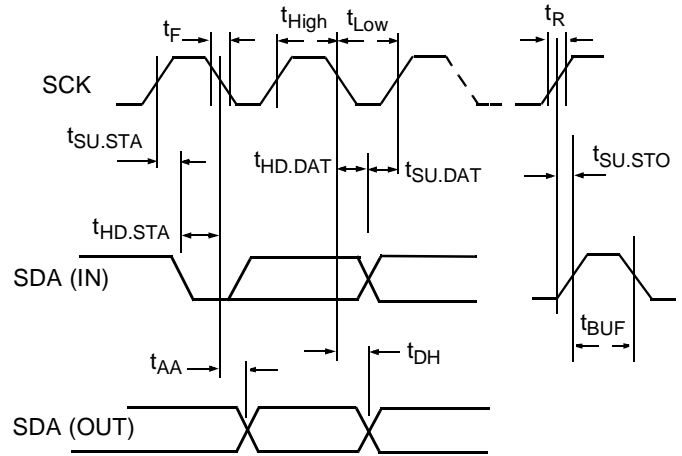 tF tHigh tLow tR
SCK
tSU.STA tHD.DAT tSU.DAT tSU.STO
tHD.STA
SDA (IN)
tBUF
tAA tDH
SDA (OUT)